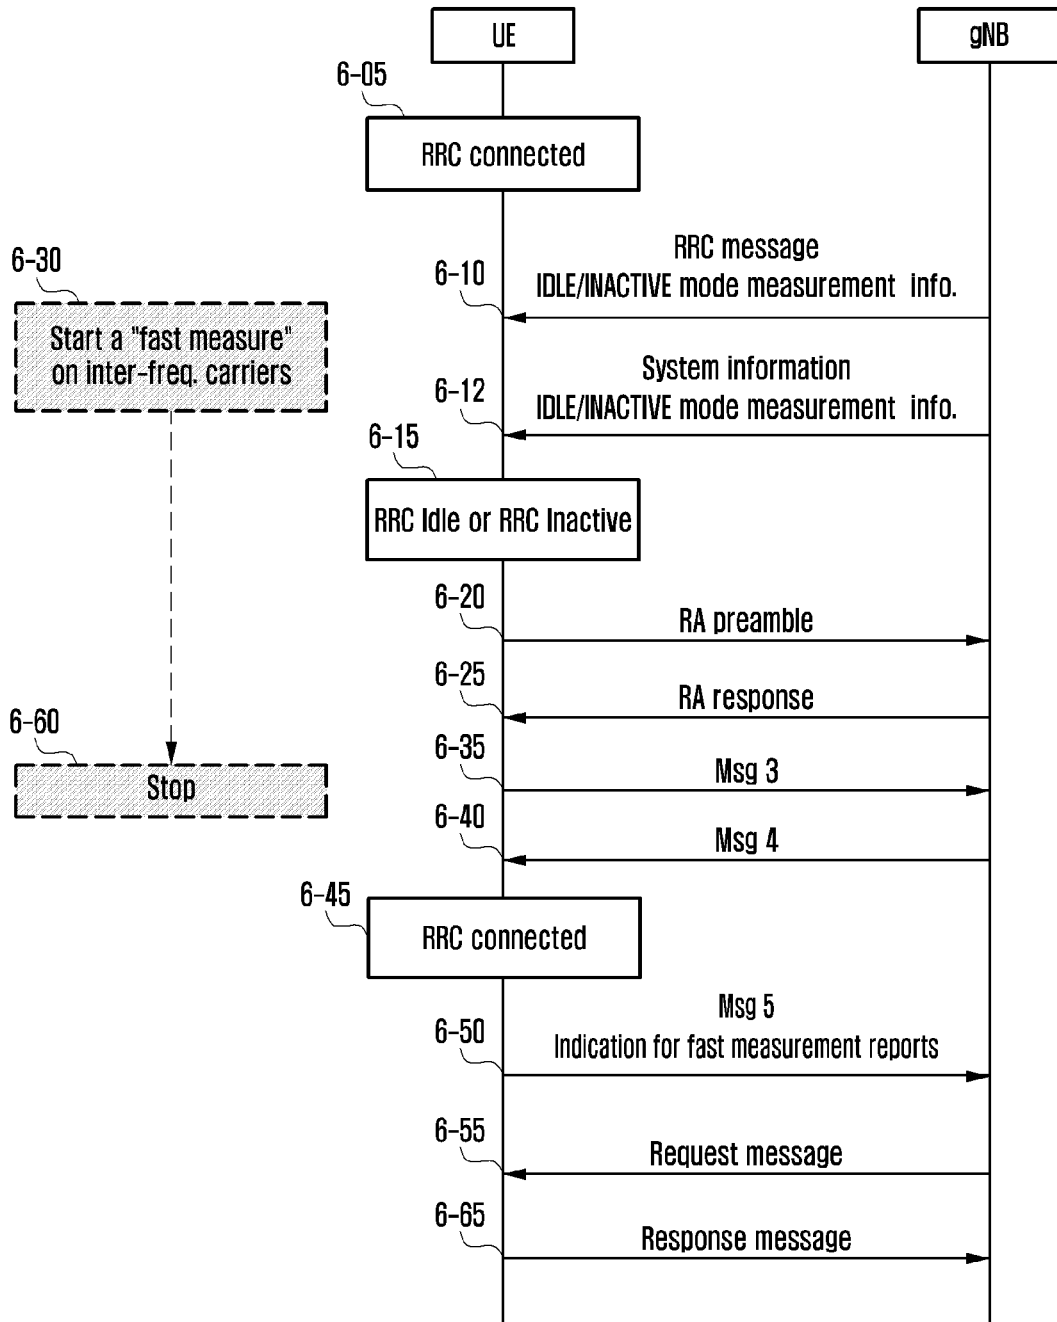 UE
gNB
6-05
RRC connected
RRC message
6-10
IDLE/INACTIVE mode measurement info.
6-30
Start a "fast measure"
on inter-freq. carriers
System information
6-12
IDLE/INACTIVE mode measurement info.
6-15
RRC Idle or RRC Inactive
6-20
RA preamble
6-25
RA response
6-60
Stop
6-35
Msg 3
6-40
Msg 4
6-45
RRC connected
Msg 5
6-50
Indication for fast measurement reports
6-55
Request message
6-65
Response message